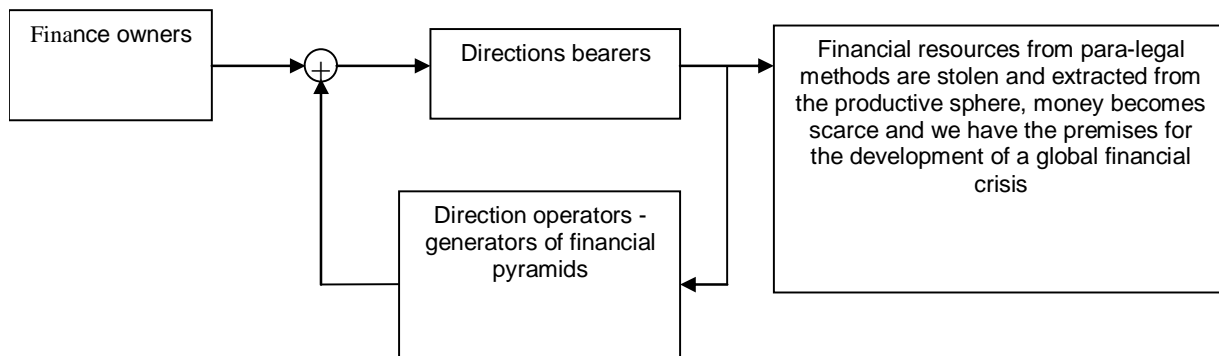 Finance owners
+
Directions bearers
Financial resources from para-legal
methods are stolen and extracted from
the productive sphere, money becomes
scarce and we have the premises for
the development of a global financial
crisis
Direction operators -
generators of financial
pyramids